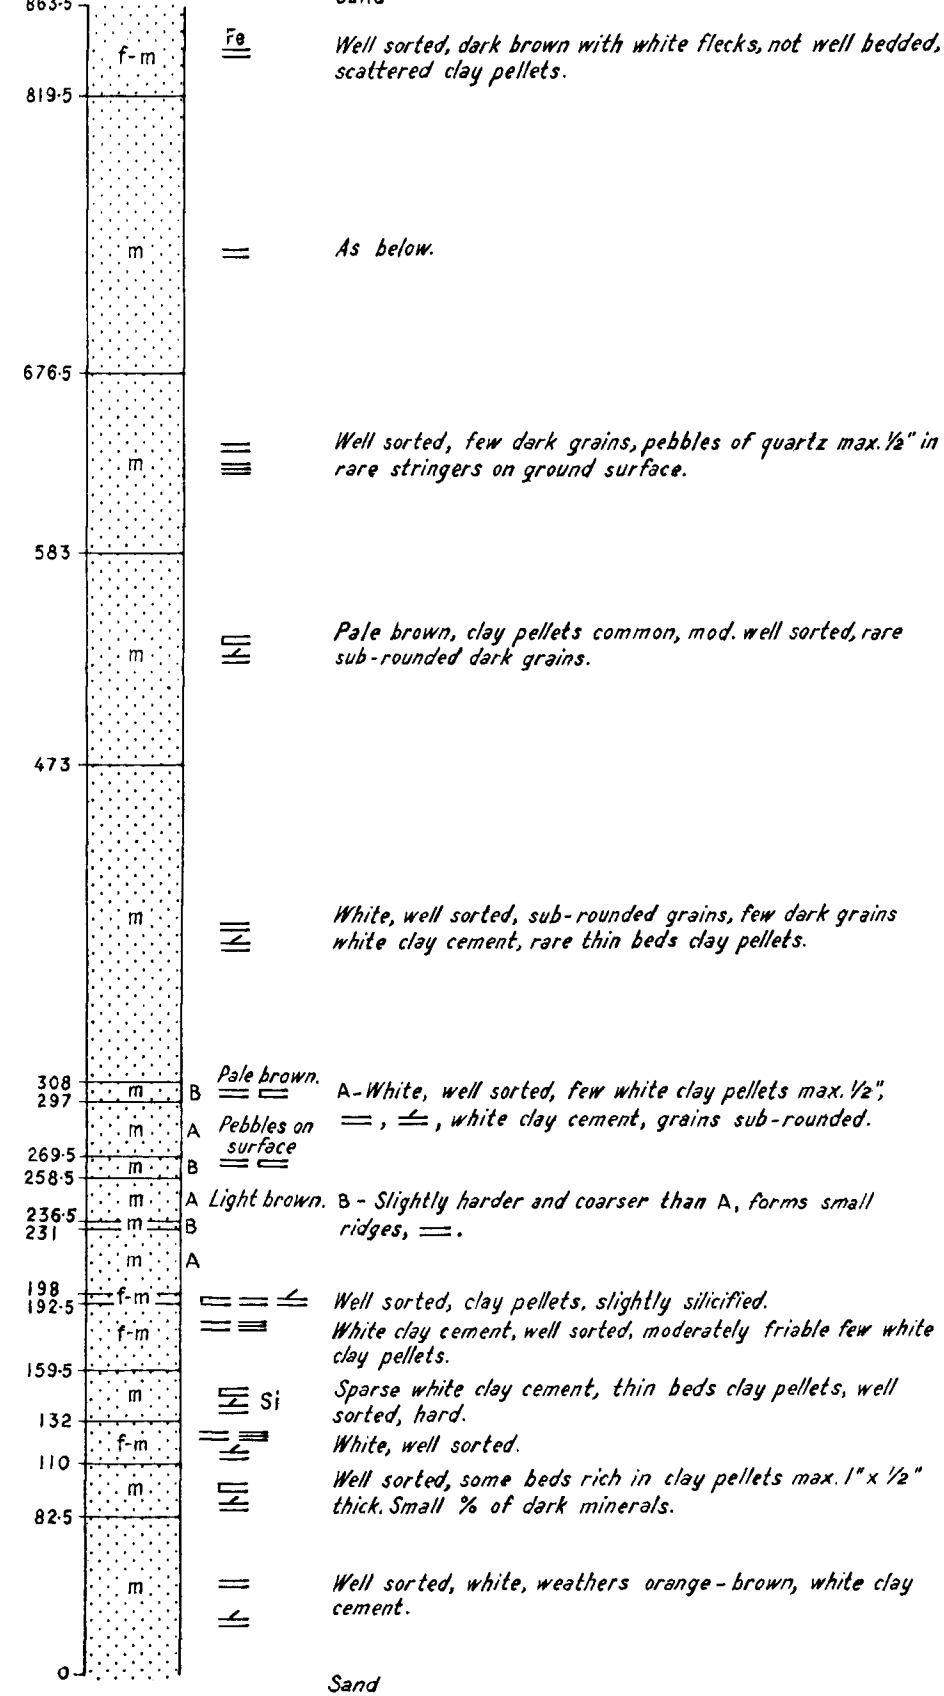 863·5
Fe
f-m
Well sorted, dark brown with white flecks, not well bedded,
scattered clay pellets.
819·5
m
As below.
676·5
Well sorted, few dark grains, pebbles of quartz max. ½" in
m
rare stringers on ground surface.
583
Pale brown, clay pellets common, mod. well sorted, rare
m
sub-rounded dark grains.
473
m
White, well sorted, sub-rounded grains, few dark grains
white clay cement, rare thin beds clay pellets.
308
Pale brown.
m B
A-White, well sorted, few white clay pellets max. ½",
297
m A
Pebbles on
surface
, , white clay cement, grains sub-rounded.
269·5
m B
258·5
m A Light brown.
B - Slightly harder and coarser than A, forms small
ridges, .
236·5
m B
231
m A
198
f-m
Well sorted, clay pellets, slightly silicified.
192·5
f-m
White clay cement, well sorted, moderately friable few white
clay pellets.
159·5
m
Si
Sparse white clay cement, thin beds clay pellets, well
sorted, hard.
132
f-m
White, well sorted.
110
m
Well sorted, some beds rich in clay pellets max. 1" x ½"
thick. Small % of dark minerals.
82·5
m
Well sorted, white, weathers orange-brown, white clay
cement.
0
Sand